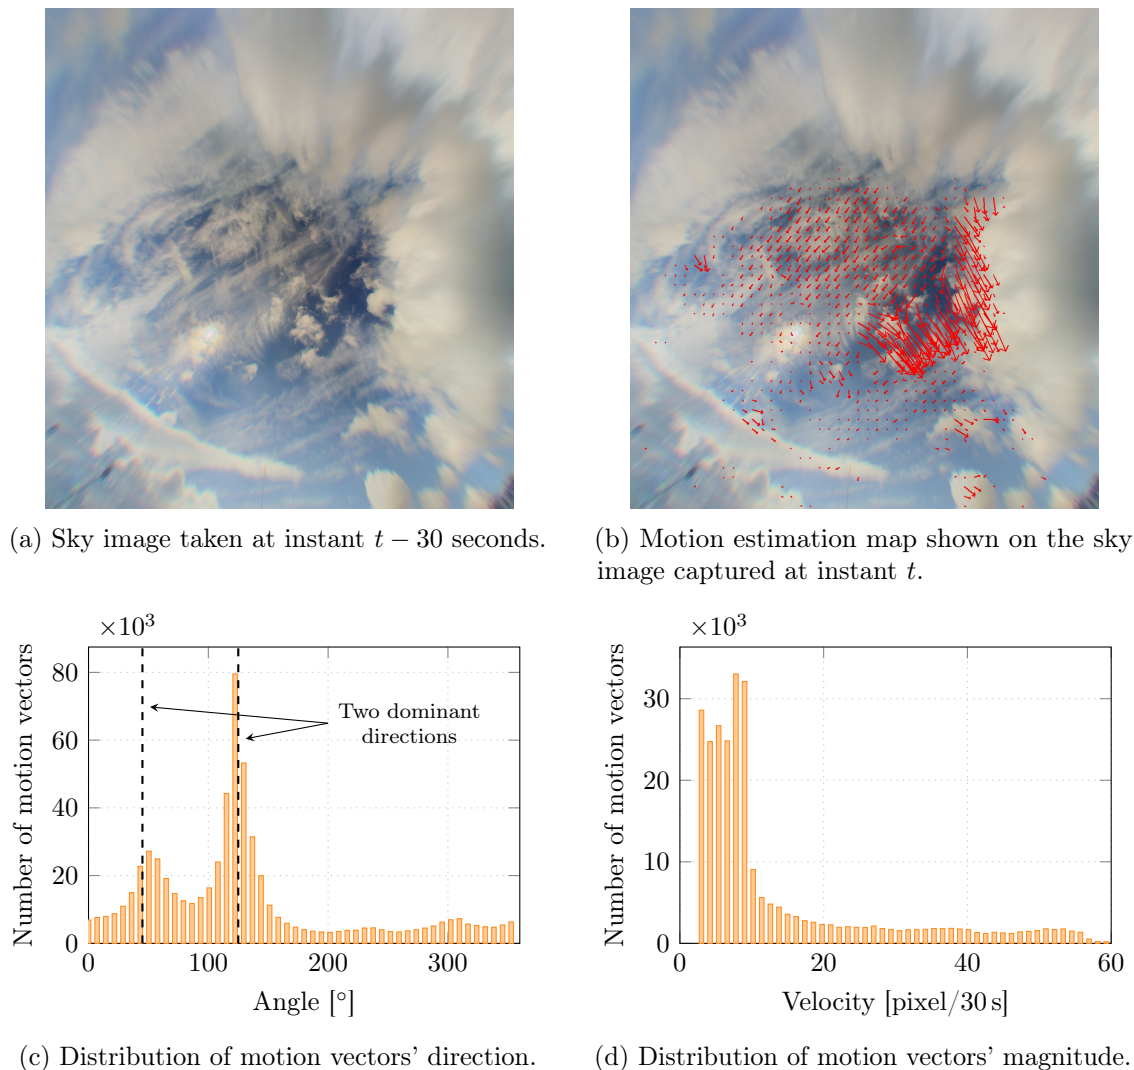 (a) Sky image taken at instant t − 30 seconds.
(b) Motion estimation map shown on the sky
image captured at instant t.
×10³
Number of motion vectors
80
60
40
20
0
0 100 200 300
Angle [°]
Two dominant
directions
(c) Distribution of motion vectors' direction.
×10³
Number of motion vectors
30
20
10
0
0 20 40 60
Velocity [pixel/30 s]
(d) Distribution of motion vectors' magnitude.